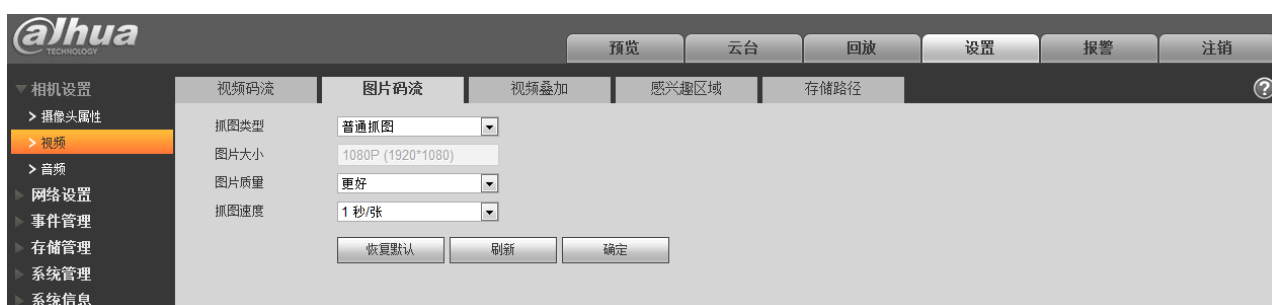 alhua
TECHNOLOGY
预览 云台 回放 设置 报警 注销
相机设置
> 摄像头属性
> 视频
> 音频
网络设置
事件管理
存储管理
系统管理
系统信息
视频码流 图片码流 视频叠加 感兴趣区域 存储路径
?
抓图类型 普通抓图
图片大小 1080P (1920*1080)
图片质量 更好
抓图速度 1 秒/张
恢复默认 刷新 确定